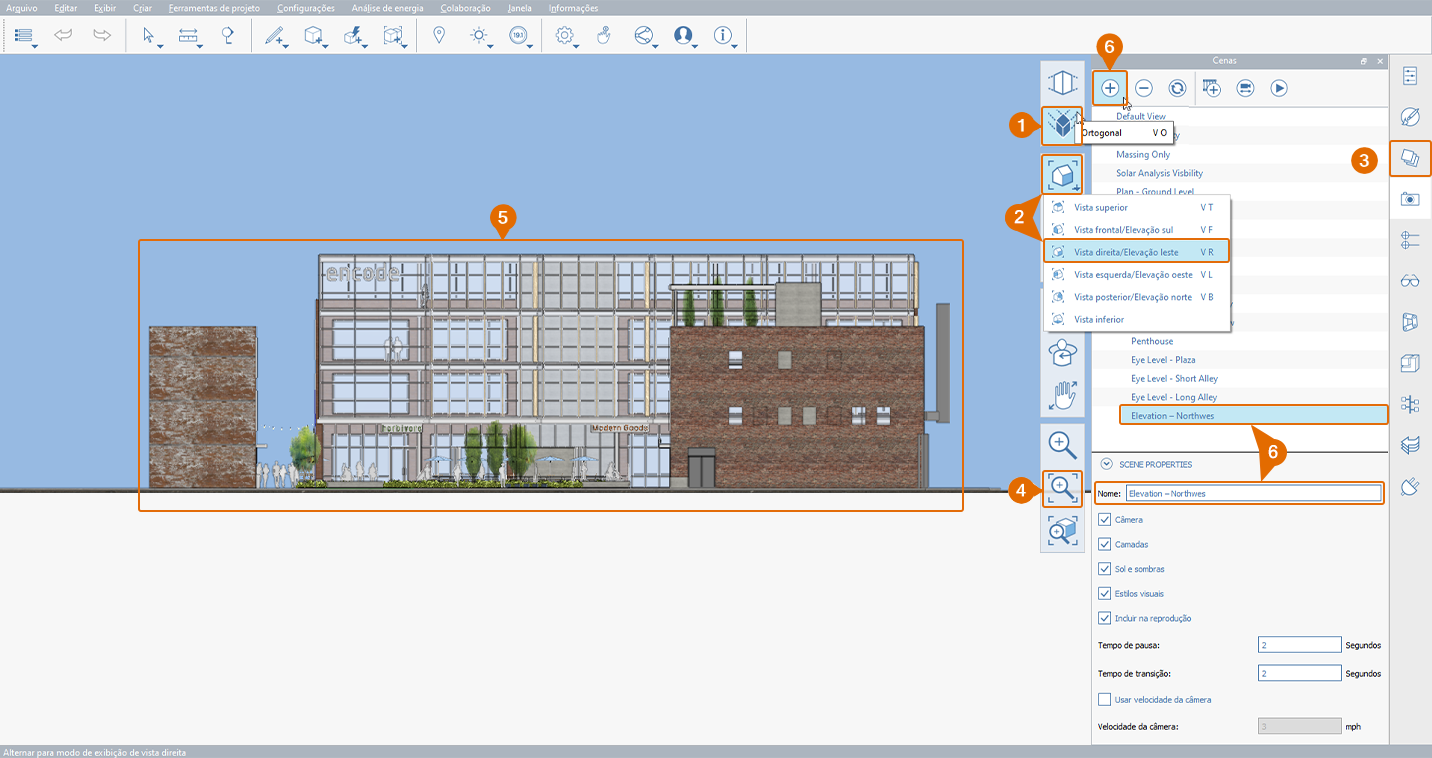 Arquivo Editar Exibir Criar Ferramentas de projeto Configurações Análise de energia Colaboração Janela Informações
191
6
Cenas
1
Ortogonal V O
Default View
Massing Only
3
Solar Analysis Visbility
Plan - Ground Level
2
Vista superior V T
Vista frontal/Elevação sul V F
Vista direita/Elevação leste V R
Vista esquerda/Elevação oeste V L
Vista posterior/Elevação norte V B
Vista inferior
5
encode
Modern Goods
Penthouse
Eye Level - Plaza
Eye Level - Short Alley
Eye Level - Long Alley
Elevation – Northwes
6
SCENE PROPERTIES
4
Nome: Elevation – Northwes
Câmera
Camadas
Sol e sombras
Estilos visuais
Incluir na reprodução
Tempo de pausa: 2 Segundos
Tempo de transição: 2 Segundos
Usar velocidade da câmera
Velocidade da câmera: 3 mph
Alternar para modo de exibição de vista direita